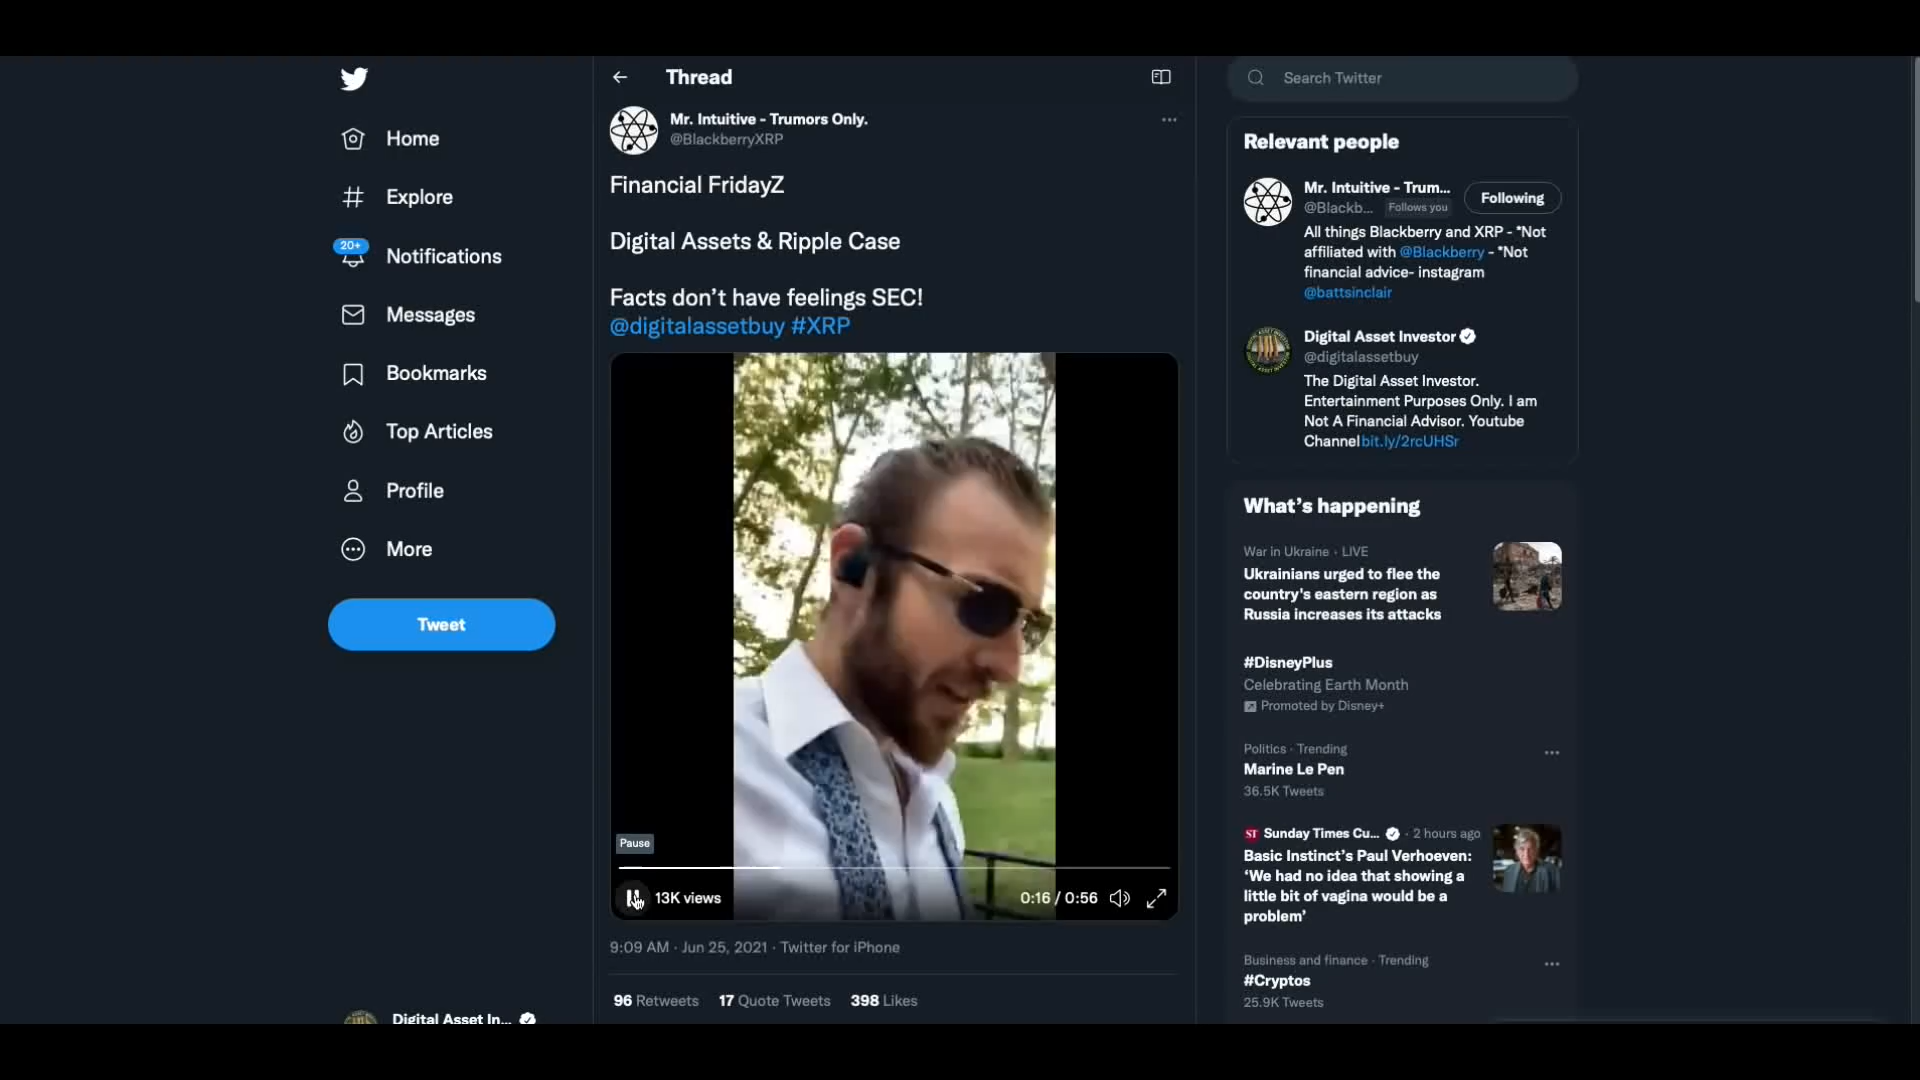 Home
Explore
20+
Notifications
Messages
Bookmarks
Top Articles
Profile
More
Tweet
Digital Asset In...
Thread
Mr. Intuitive - Trumors Only.
@BlackberryXRP
Financial FridayZ
Digital Assets & Ripple Case
Facts don’t have feelings SEC!
@digitalassetbuy #XRP
Pause
13K views
0:16 / 0:56
9:09 AM · Jun 25, 2021 · Twitter for iPhone
96 Retweets 17 Quote Tweets 398 Likes
Search Twitter
Relevant people
Mr. Intuitive - Trum...
@Blackb... Follows you
Following
All things Blackberry and XRP - *Not
affiliated with @Blackberry - *Not
financial advice- instagram
@battsinclair
Digital Asset Investor
@digitalassetbuy
The Digital Asset Investor.
Entertainment Purposes Only. I am
Not A Financial Advisor. Youtube
Channelbit.ly/2rcUHSr
What’s happening
War in Ukraine · LIVE
Ukrainians urged to flee the
country's eastern region as
Russia increases its attacks
#DisneyPlus
Celebrating Earth Month
Promoted by Disney+
Politics · Trending
Marine Le Pen
36.5K Tweets
ST Sunday Times Cu... · 2 hours ago
Basic Instinct’s Paul Verhoeven:
‘We had no idea that showing a
little bit of vagina would be a
problem’
Business and finance · Trending
#Cryptos
25.9K Tweets